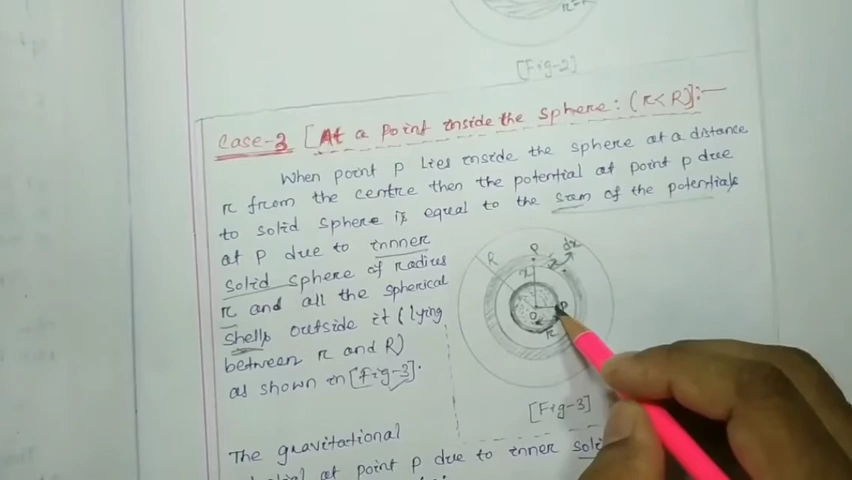 [Fig-2]
Case-3 [At a point inside the sphere: (r<R)]:-
When point p lies inside the sphere at a distance
r from the centre then the potential at point p due
to solid sphere is equal to the sum of the potentials
at p due to innner
solid sphere of radius
r and all the spherical
shells outside it (lying
between r and R)
as shown in [Fig-3].
R
P
x
dx
O
P
r
[Fig-3]
The gravitational
at point p due to inner